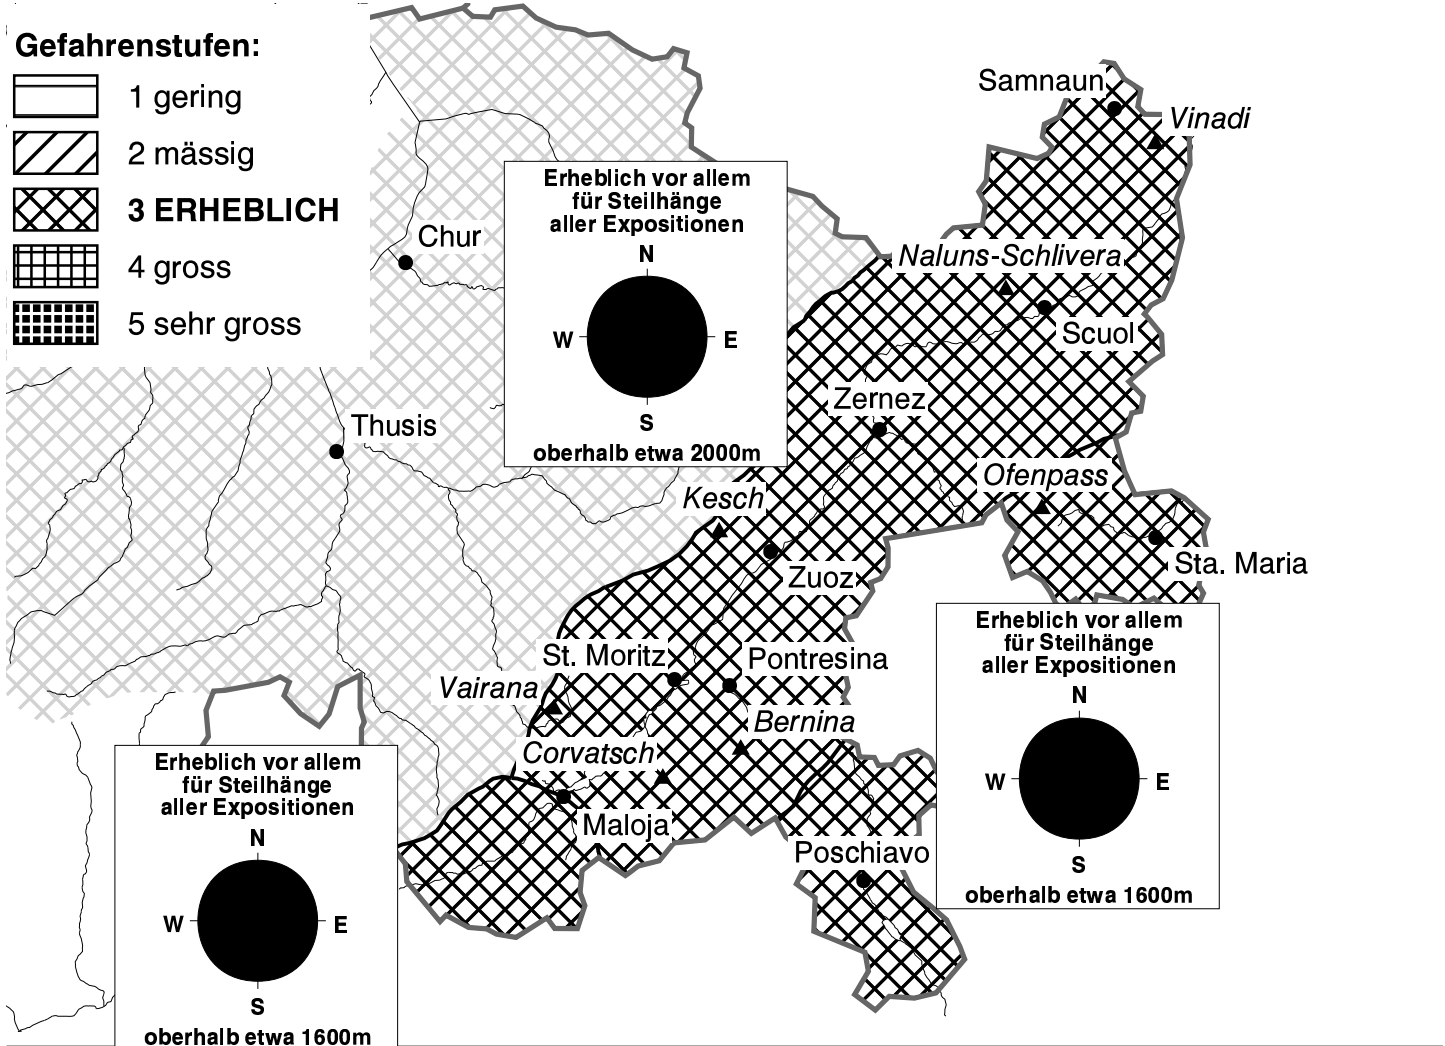 Gefahrenstufen:
1 gering
2 mässig
3 ERHEBLICH
4 gross
5 sehr gross
Samnaun
Vinadi
Erheblich vor allem
für Steilhänge
aller Expositionen
N
W
E
S
oberhalb etwa 2000m
Chur
Naluns-Schlivera
Scuol
Zernez
Thusis
Ofenpass
Kesch
Zuoz
Sta. Maria
St. Moritz
Pontresina
Vairana
Bernina
Corvatsch
Maloja
Poschiavo
Erheblich vor allem
für Steilhänge
aller Expositionen
N
W
E
S
oberhalb etwa 1600m
Erheblich vor allem
für Steilhänge
aller Expositionen
N
W
E
S
oberhalb etwa 1600m